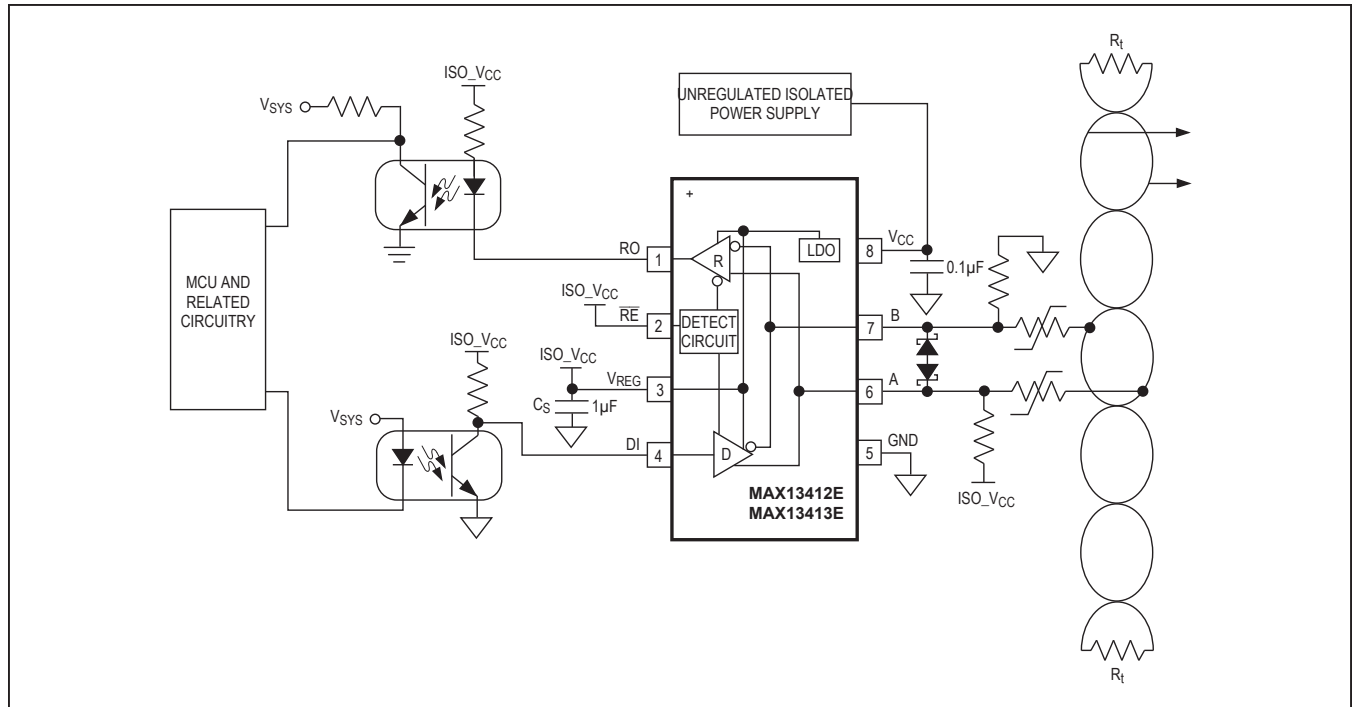 Rt
ISO_VCC
VSYS
UNREGULATED ISOLATED
POWER SUPPLY
+
MCU AND
RELATED
CIRCUITRY
RO
1
R
LDO
8
VCC
0.1µF
ISO_VCC
RE
2
DETECT
CIRCUIT
7
B
ISO_VCC
ISO_VCC
VREG
3
CS
1µF
6
A
VSYS
DI
4
D
5
GND
ISO_VCC
MAX13412E
MAX13413E
Rt